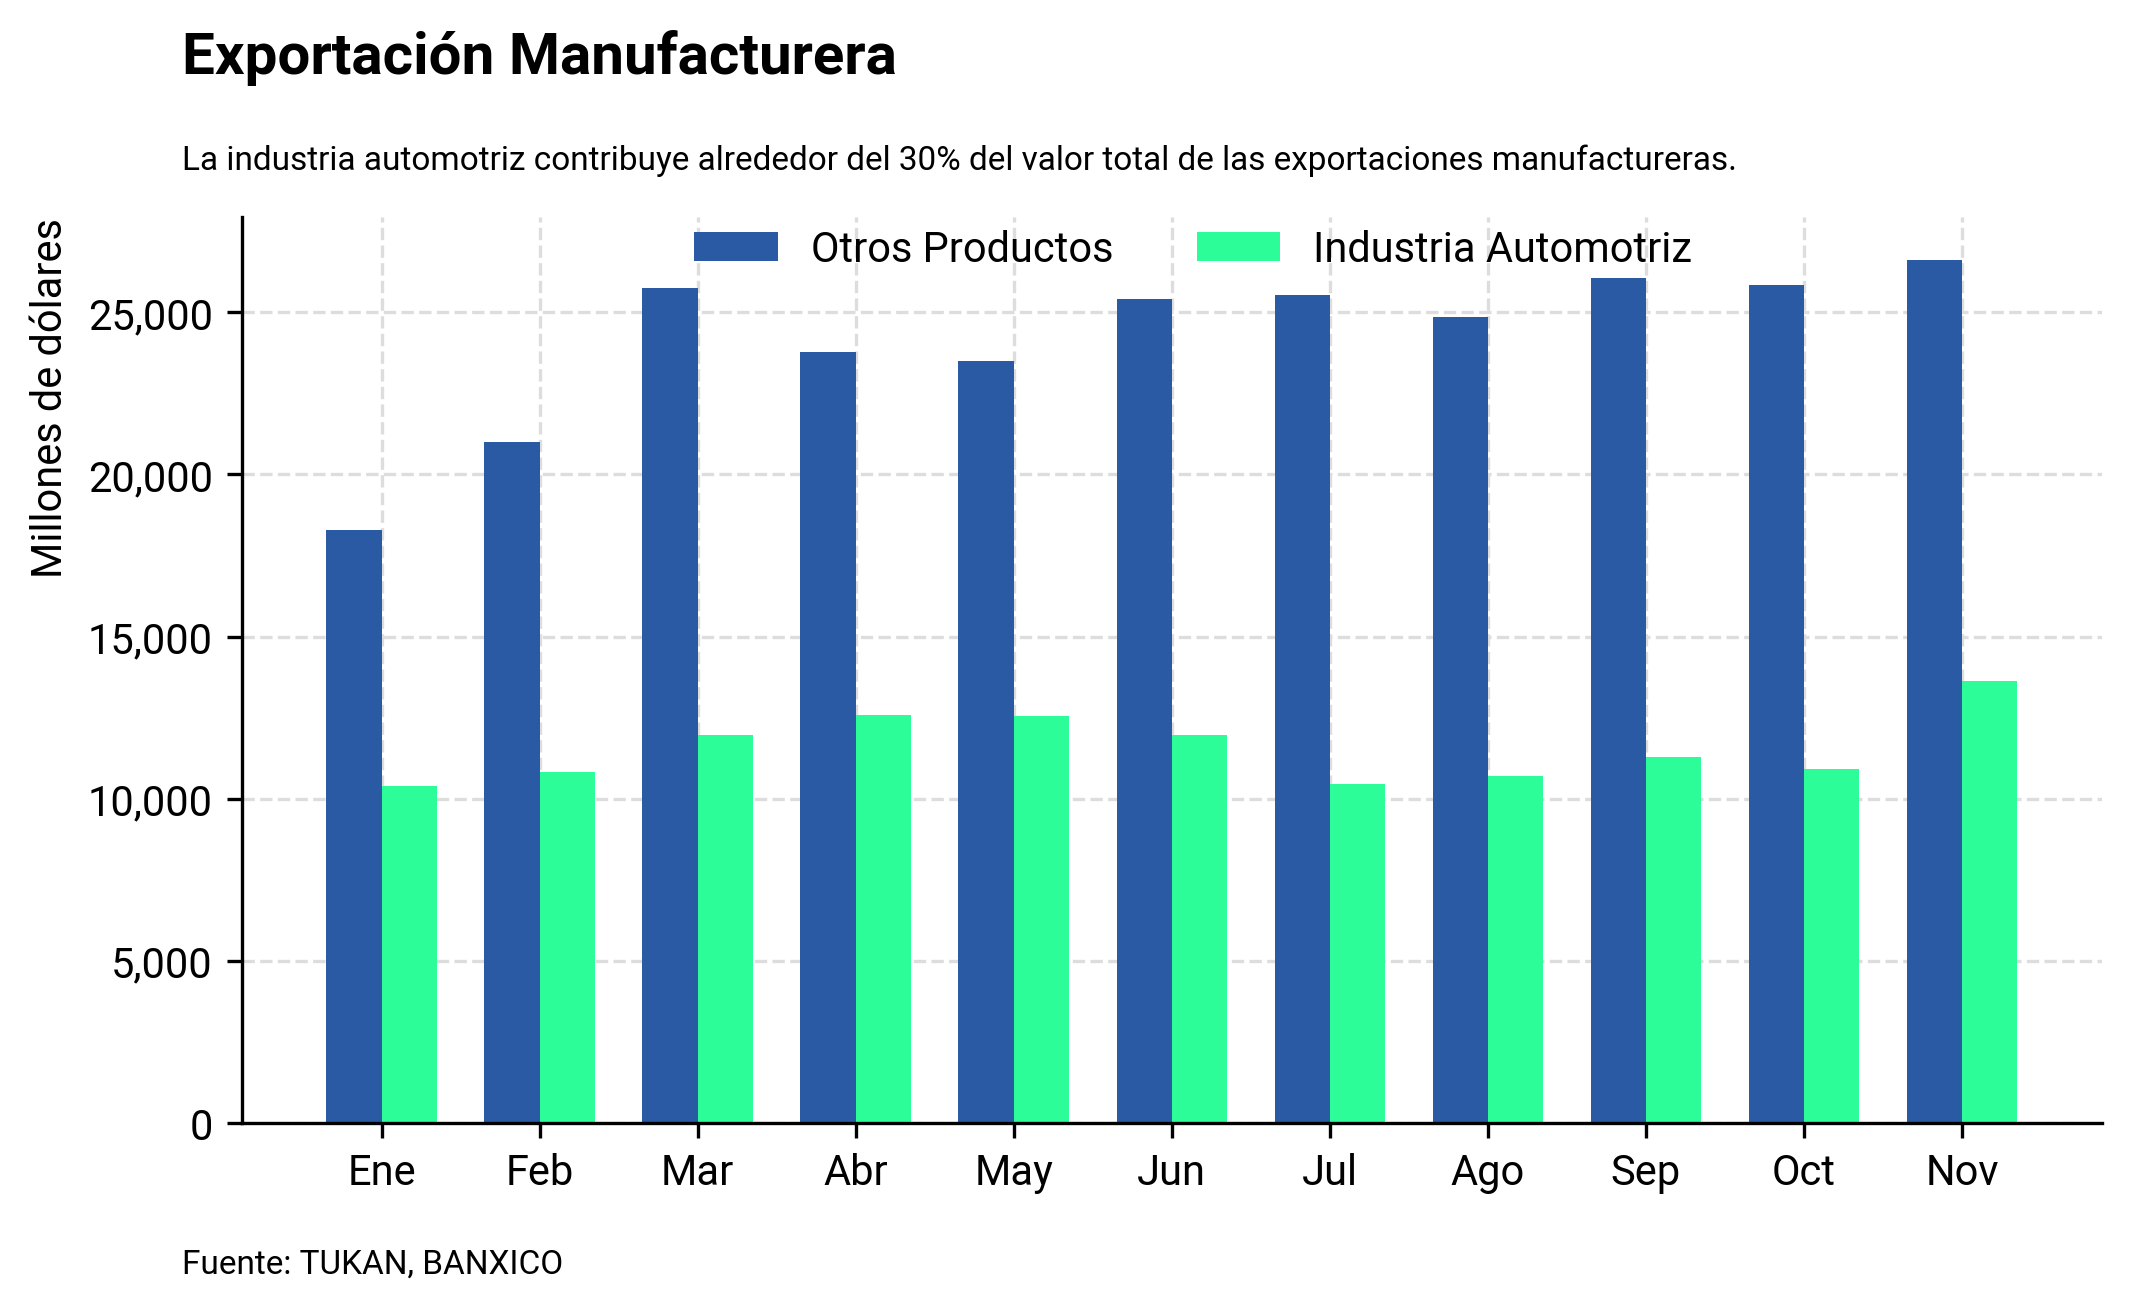 Exportación Manufacturera
La industria automotriz contribuye alrededor del 30% del valor total de las exportaciones manufactureras.
Millones de dólares
Otros Productos
Industria Automotriz
25,000
20,000
15,000
10,000
5,000
0
Ene
Feb
Mar
Abr
May
Jun
Jul
Ago
Sep
Oct
Nov
Fuente: TUKAN, BANXICO